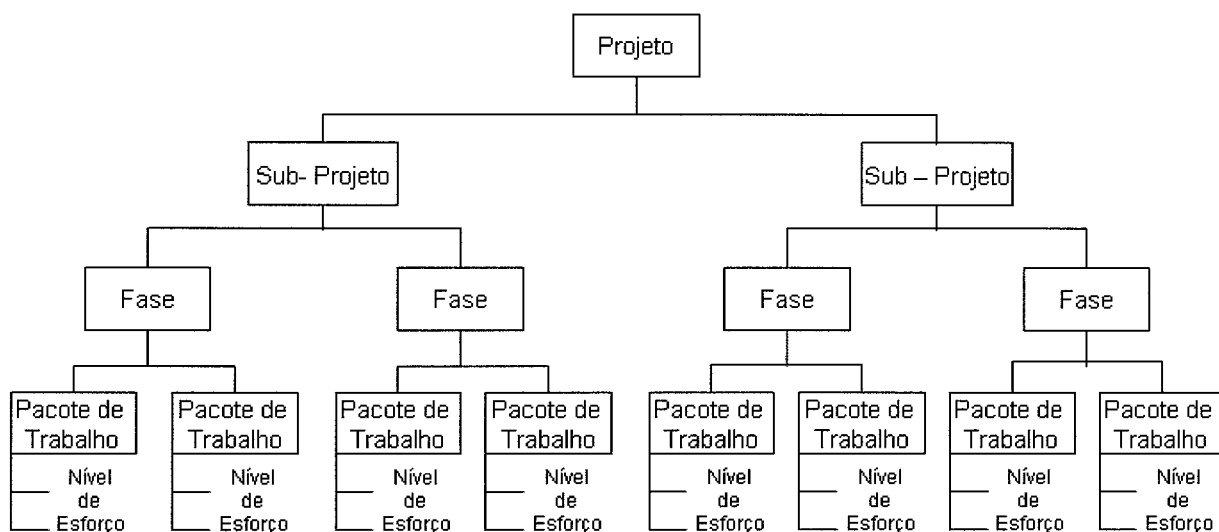 Projeto
Sub- Projeto
Sub – Projeto
Fase
Fase
Fase
Fase
Pacote de
Trabalho
Pacote de
Trabalho
Pacote de
Trabalho
Pacote de
Trabalho
Pacote de
Trabalho
Pacote de
Trabalho
Pacote de
Trabalho
Pacote de
Trabalho
Nível
de
Esforço
Nível
de
Esforço
Nível
de
Esforço
Nível
de
Esforço
Nível
de
Esforço
Nível
de
Esforço
Nível
de
Esforço
Nível
de
Esforço